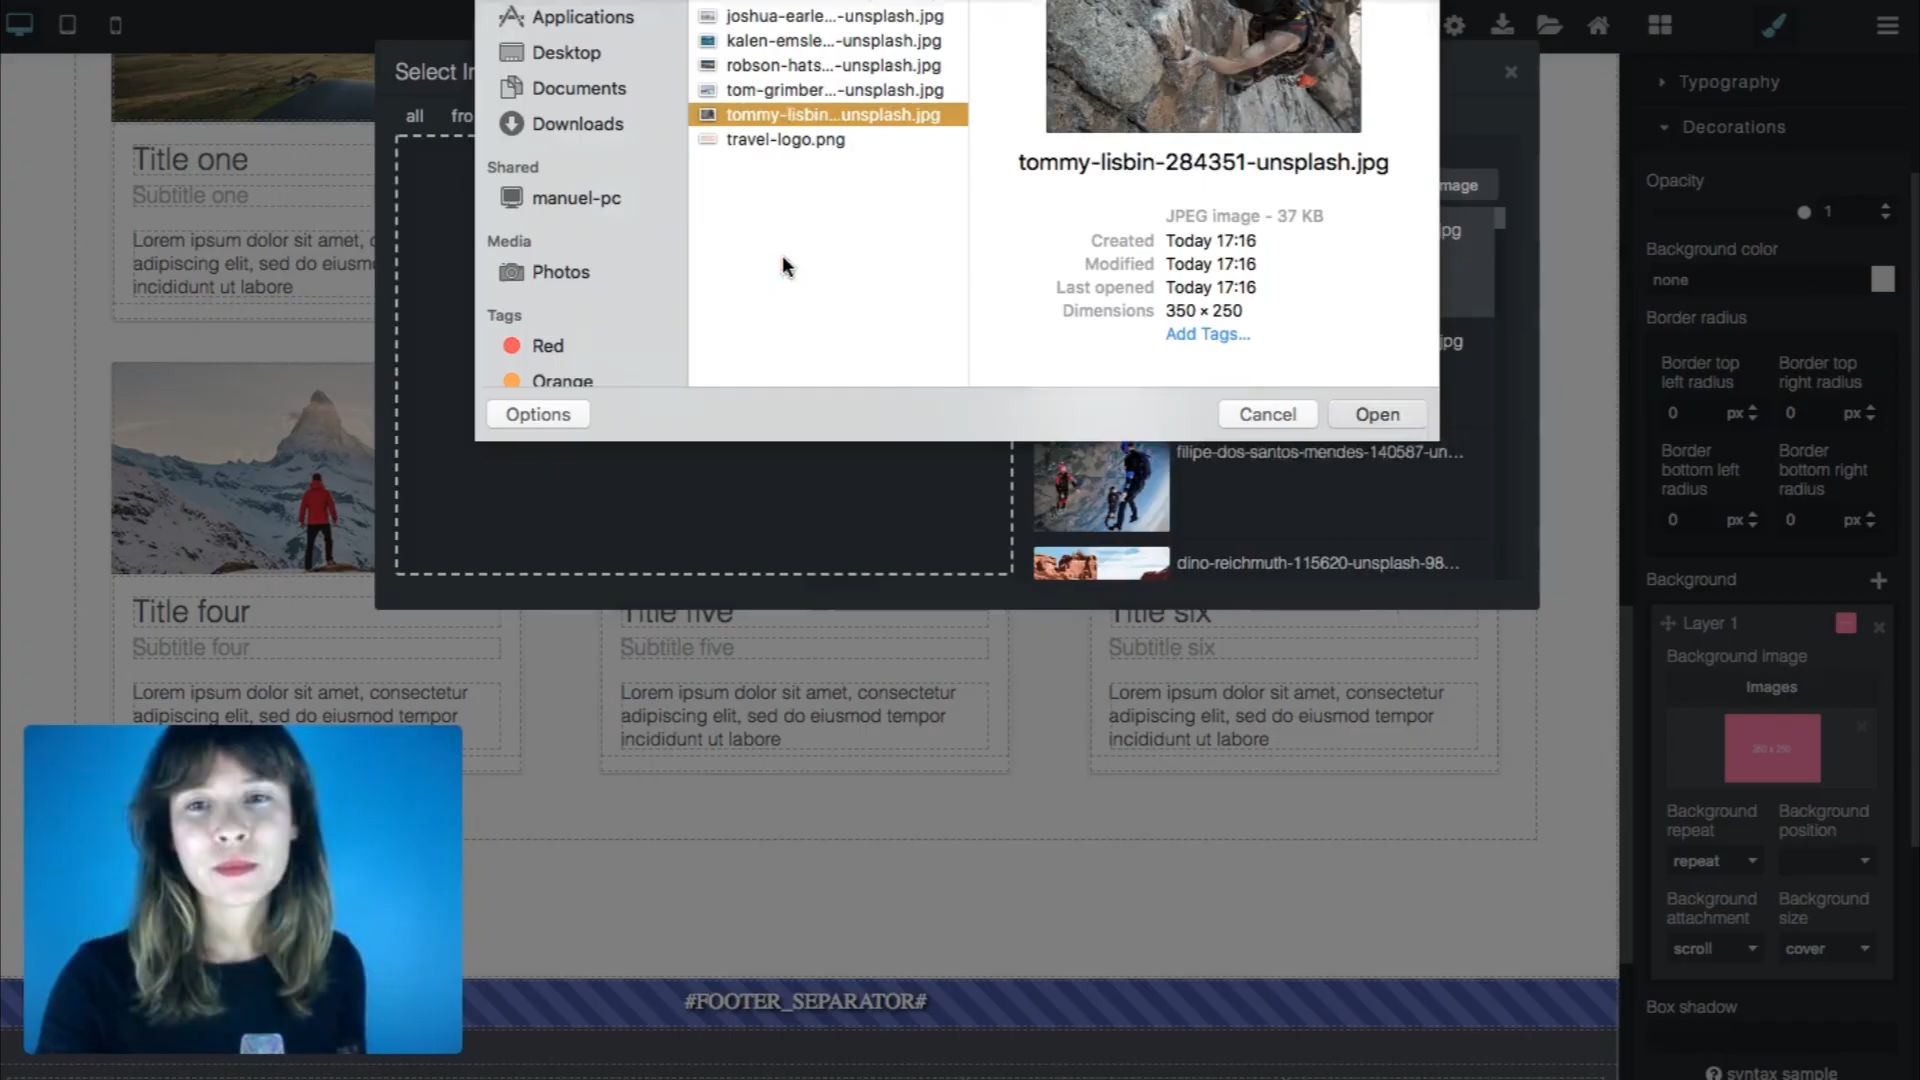 Applications
Desktop
Documents
Downloads
Shared
manuel-pc
Media
Photos
Tags
Red
Orange
joshua-earle...-unsplash.jpg
kalen-emsle...-unsplash.jpg
robson-hats...-unsplash.jpg
tom-grimber...-unsplash.jpg
tommy-lisbin...unsplash.jpg
travel-logo.png
tommy-lisbin-284351-unsplash.jpg
JPEG image - 37 KB
Created Today 17:16
Modified Today 17:16
Last opened Today 17:16
Dimensions 350 × 250
Add Tags...
Options
Cancel
Open
all
filipe-dos-santos-mendes-140587-un...
dino-reichmuth-115620-unsplash-98...
Title one
Subtitle one
Lorem ipsum dolor sit amet,
adipiscing elit, sed do eiusm
incididunt ut labore
Title four
Subtitle four
Lorem ipsum dolor sit amet, consectetur
adipiscing elit, sed do eiusmod tempor
Title five
Subtitle five
Lorem ipsum dolor sit amet, consectetur
adipiscing elit, sed do eiusmod tempor
incididunt ut labore
Title six
Subtitle six
Lorem ipsum dolor sit amet, consectetur
adipiscing elit, sed do eiusmod tempor
incididunt ut labore
#FOOTER_SEPARATOR#
Typography
Decorations
Opacity
1
Background color
none
Border radius
Border top
left radius
0 px
Border top
right radius
0 px
Border
bottom left
radius
0 px
Border
bottom right
radius
0 px
Background
Layer 1
Background image
Images
350 x 250
Background
repeat
repeat
Background
position
Background
attachment
scroll
Background
size
cover
Box shadow
syntax sample